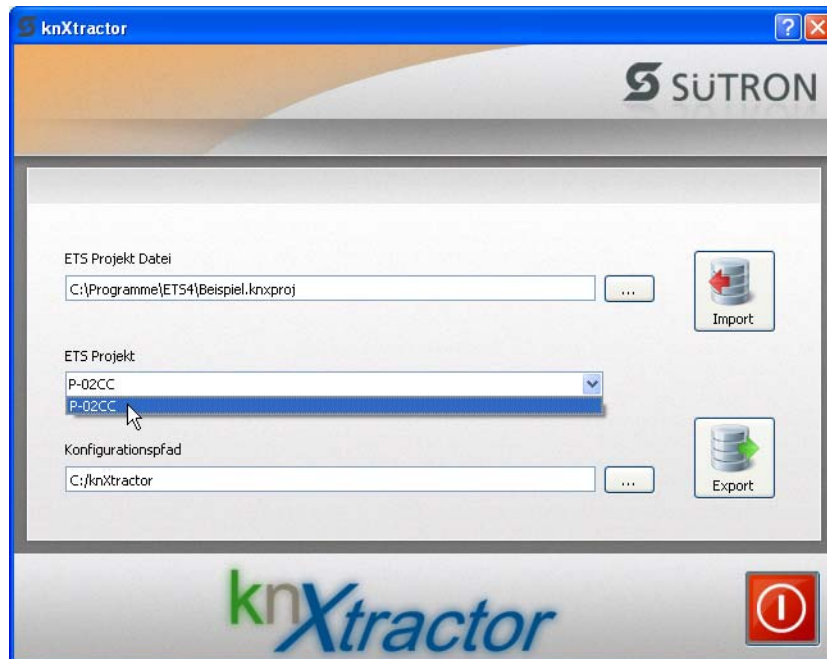 knXtractor
SÜTRON
ETS Projekt Datei
C:\Programme\ETS4\Beispiel.knxproj
...
Import
ETS Projekt
P-02CC
P-02CC
Konfigurationspfad
C:/knXtractor
...
Export
knXtractor